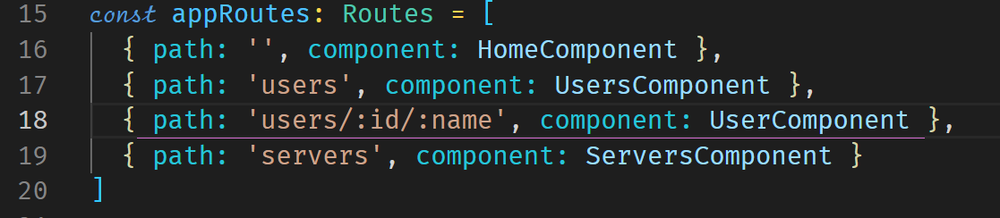 15 const appRoutes: Routes = [
16 { path: '', component: HomeComponent },
17 { path: 'users', component: UsersComponent },
18 { path: 'users/:id/:name', component: UserComponent },
19 { path: 'servers', component: ServersComponent }
20 ]